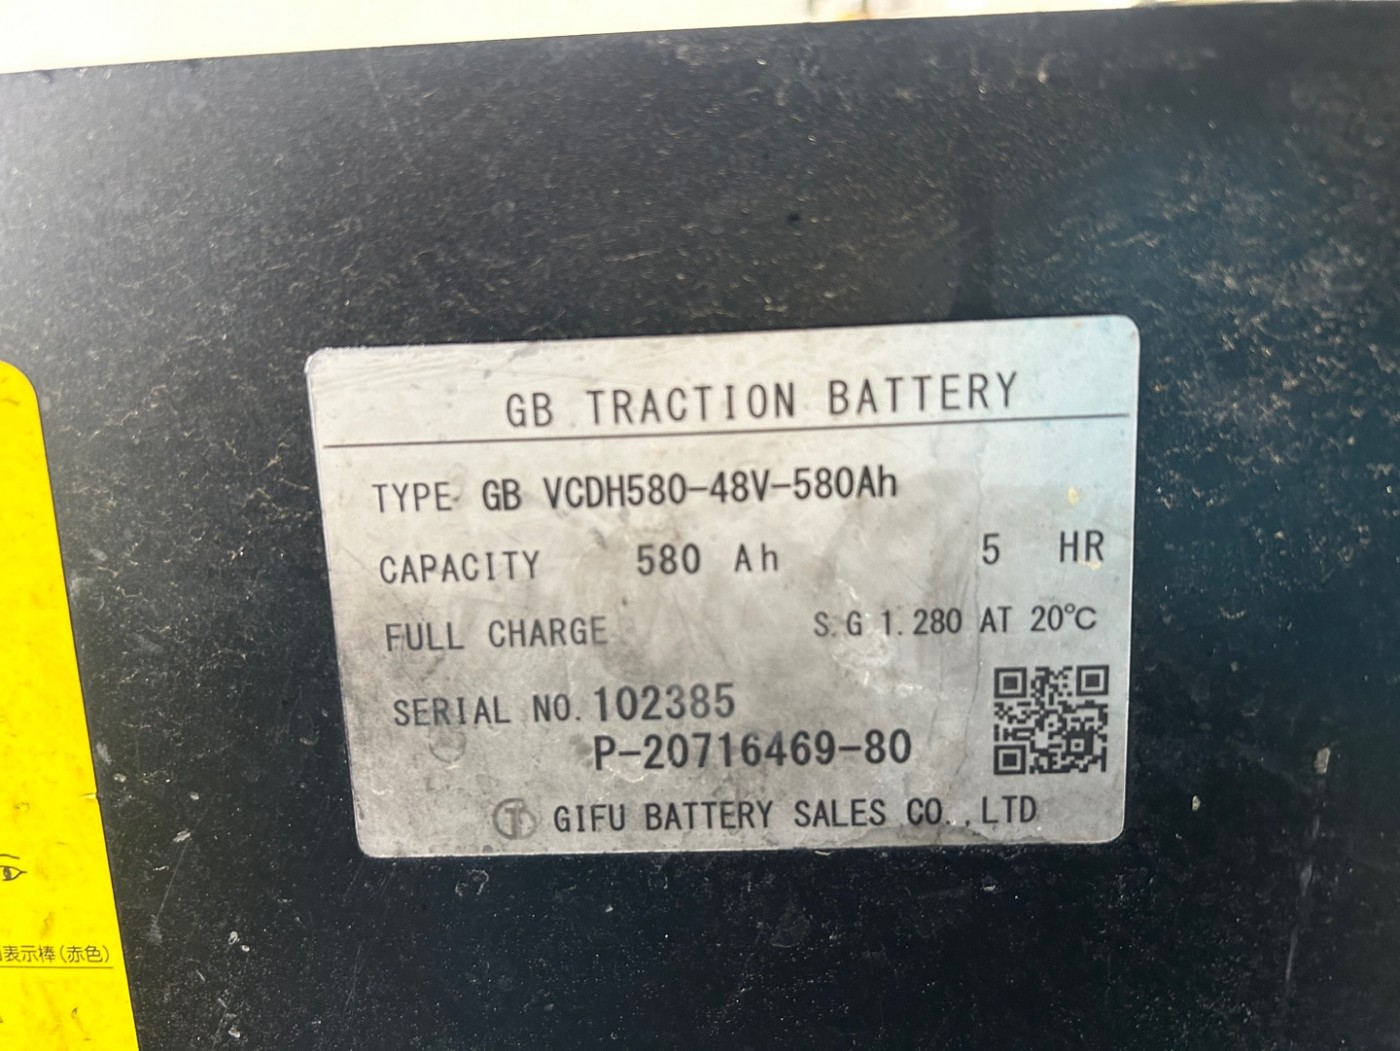 GB TRACTION BATTERY
TYPE GB VCDH580-48V-580Ah
CAPACITY 580 Ah 5 HR
FULL CHARGE S.G 1.280 AT 20℃
SERIAL NO. 102385
P-20716469-80
GIFU BATTERY SALES CO.,LTD
表示棒(赤色)